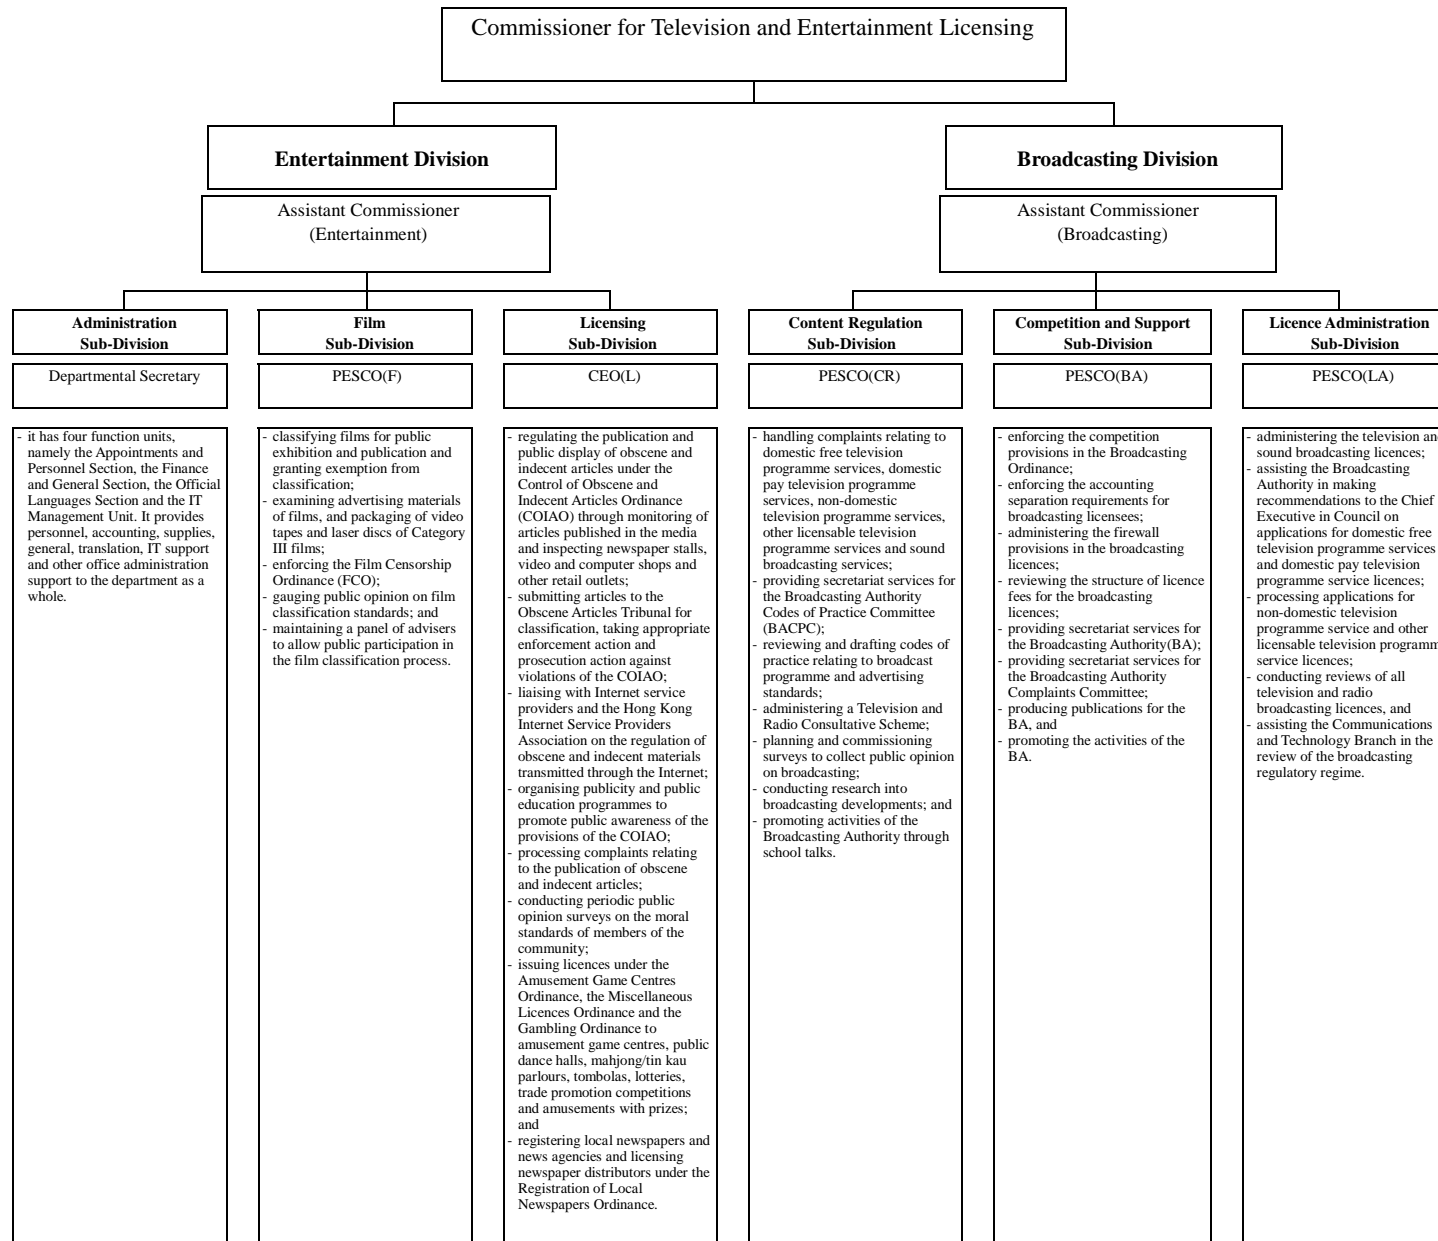 Commissioner for Television and Entertainment Licensing
Entertainment Division
Assistant Commissioner
(Entertainment)
Broadcasting Division
Assistant Commissioner
(Broadcasting)
Administration
Sub-Division
Departmental Secretary
- it has four function units,
namely the Appointments and
Personnel Section, the Finance
and General Section, the Official
Languages Section and the IT
Management Unit. It provides
personnel, accounting, supplies,
general, translation, IT support
and other office administration
support to the department as a
whole.
Film
Sub-Division
PESCO(F)
- classifying films for public
exhibition and publication and
granting exemption from
classification;
- examining advertising materials
of films, and packaging of video
tapes and laser discs of Category
III films;
- enforcing the Film Censorship
Ordinance (FCO);
- gauging public opinion on film
classification standards; and
- maintaining a panel of advisers
to allow public participation in
the film classification process.
Licensing
Sub-Division
CEO(L)
- regulating the publication and
public display of obscene and
indecent articles under the
Control of Obscene and
Indecent Articles Ordinance
(COIAO) through monitoring of
articles published in the media
and inspecting newspaper stalls,
video and computer shops and
other retail outlets;
- submitting articles to the
Obscene Articles Tribunal for
classification, taking appropriate
enforcement action and
prosecution action against
violations of the COIAO;
- liaising with Internet service
providers and the Hong Kong
Internet Service Providers
Association on the regulation of
obscene and indecent materials
transmitted through the Internet;
- organising publicity and public
education programmes to
promote public awareness of the
provisions of the COIAO;
- processing complaints relating
to the publication of obscene
and indecent articles;
- conducting periodic public
opinion surveys on the moral
standards of members of the
community;
- issuing licences under the
Amusement Game Centres
Ordinance, the Miscellaneous
Licences Ordinance and the
Gambling Ordinance to
amusement game centres, public
dance halls, mahjong/tin kau
parlours, tombolas, lotteries,
trade promotion competitions
and amusements with prizes;
and
- registering local newspapers and
news agencies and licensing
newspaper distributors under the
Registration of Local
Newspapers Ordinance.
Content Regulation
Sub-Division
PESCO(CR)
- handling complaints relating to
domestic free television
programme services, domestic
pay television programme
services, non-domestic
television programme services,
other licensable television
programme services and sound
broadcasting services;
- providing secretariat services for
the Broadcasting Authority
Codes of Practice Committee
(BACPC);
- reviewing and drafting codes of
practice relating to broadcast
programme and advertising
standards;
- administering a Television and
Radio Consultative Scheme;
- planning and commissioning
surveys to collect public opinion
on broadcasting;
- conducting research into
broadcasting developments; and
- promoting activities of the
Broadcasting Authority through
school talks.
Competition and Support
Sub-Division
PESCO(BA)
- enforcing the competition
provisions in the Broadcasting
Ordinance;
- enforcing the accounting
separation requirements for
broadcasting licensees;
- administering the firewall
provisions in the broadcasting
licences;
- reviewing the structure of licence
fees for the broadcasting
licences;
- providing secretariat services for
the Broadcasting Authority(BA);
- providing secretariat services for
the Broadcasting Authority
Complaints Committee;
- producing publications for the
BA, and
- promoting the activities of the
BA.
Licence Administration
Sub-Division
PESCO(LA)
- administering the television an
sound broadcasting licences;
- assisting the Broadcasting
Authority in making
recommendations to the Chief
Executive in Council on
applications for domestic free
television programme services
and domestic pay television
programme service licences;
- processing applications for
non-domestic television
programme service and other
licensable television programm
service licences;
- conducting reviews of all
television and radio
broadcasting licences, and
- assisting the Communications
and Technology Branch in the
review of the broadcasting
regulatory regime.